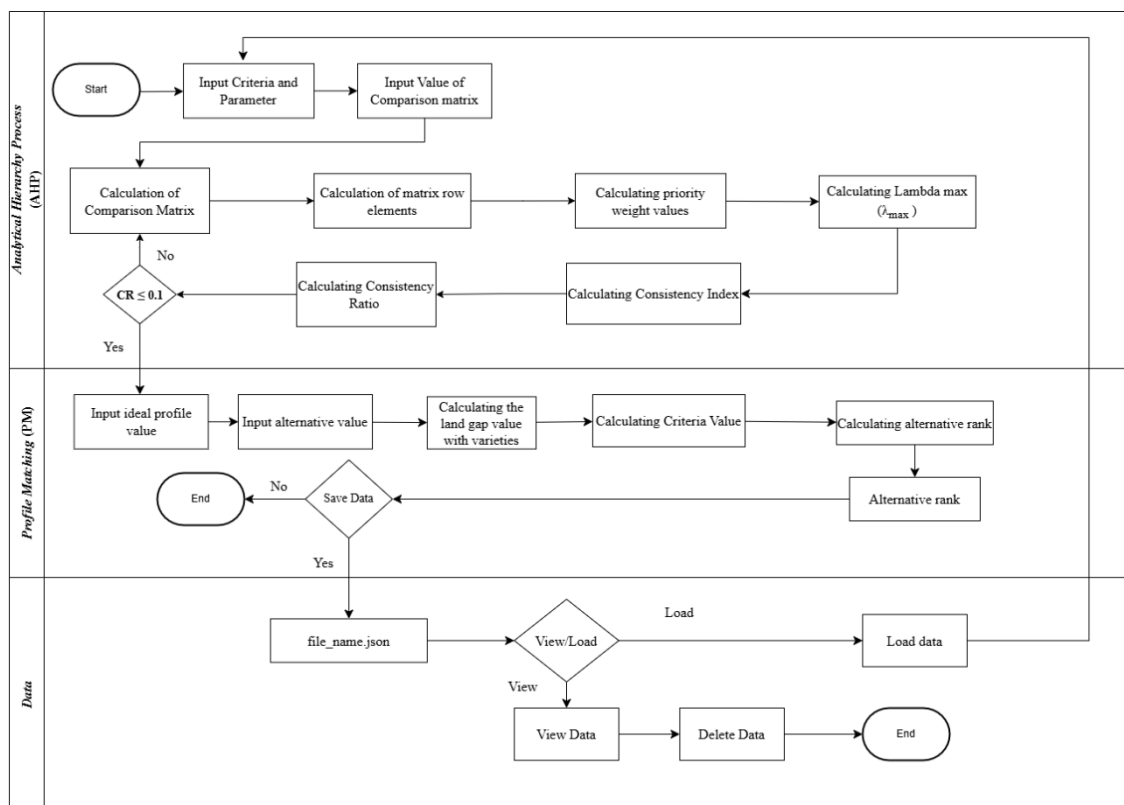 Analytical Hierarchy Process
(AHP)
Start
Input Criteria and
Parameter
Input Value of
Comparison matrix
Calculation of
Comparison Matrix
Calculation of matrix row
elements
Calculating priority
weight values
Calculating Lambda max
(λmax )
No
CR ≤ 0.1
Calculating Consistency
Ratio
Calculating Consistency Index
Yes
Profile Matching (PM)
Input ideal profile
value
Input alternative value
Calculating the
land gap value
with varieties
Calculating Criteria Value
Calculating alternative rank
End
No
Save Data
Alternative rank
Yes
Data
file_name.json
View/Load
Load
Load data
View
View Data
Delete Data
End